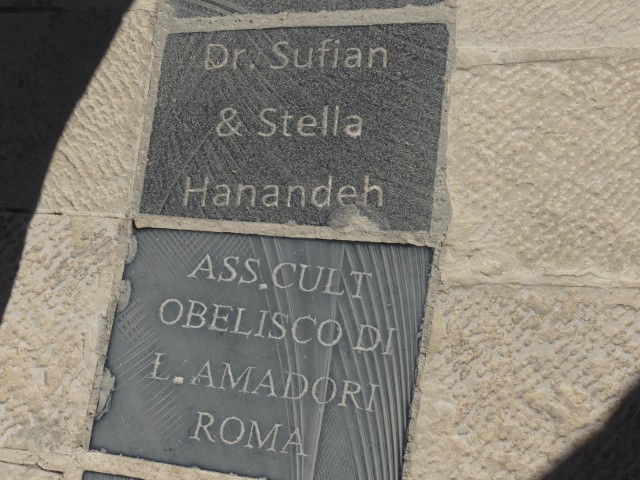 Dr. Sufian
& Stella
Hanandeh
ASS.CULT
OBELISCO DI
L. AMADORI
ROMA